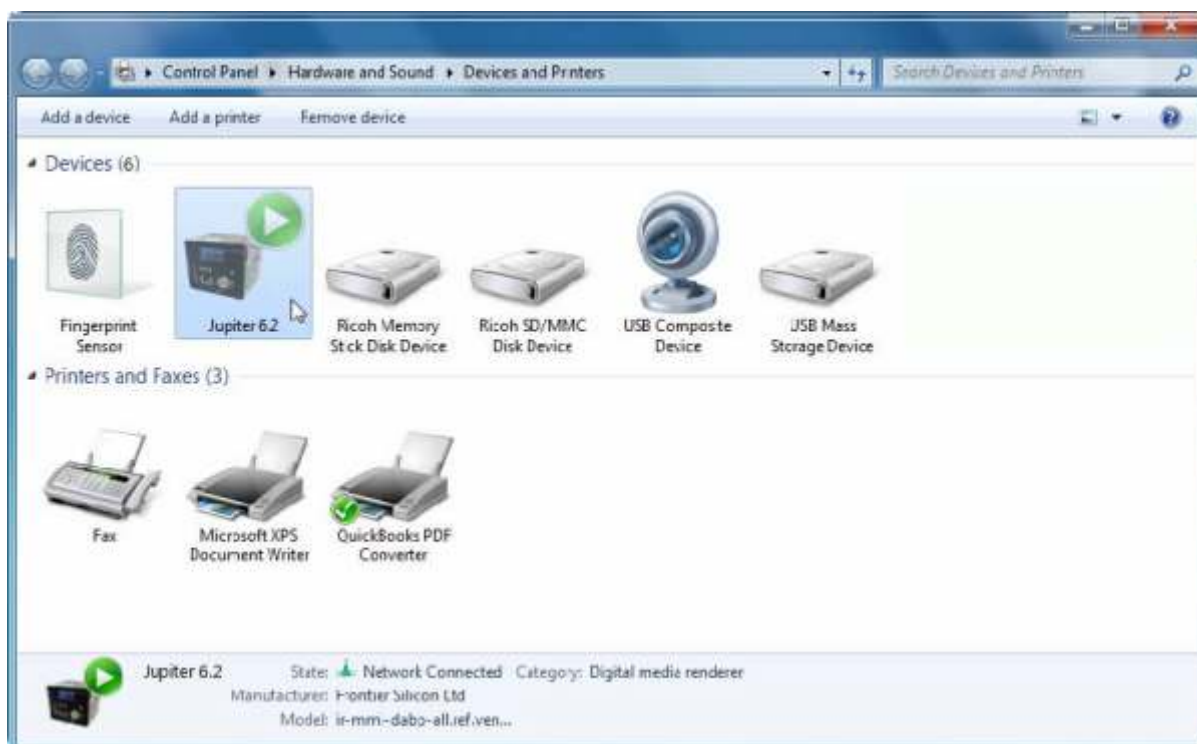 Control Panel Hardware and Sound Devices and Printers Search Devices and Printers
Add a device Add a printer Remove device
Devices (6)
Fingerprint Sensor
Jupiter 6.2
Ricoh Memory Stick Disk Device
Ricoh SD/MMC Disk Device
USB Composite Device
USB Mass Storage Device
Printers and Faxes (3)
Fax
Microsoft XPS Document Writer
QuickBooks PDF Converter
Jupiter 6.2 State: Network Connected Category: Digital media renderer
Manufacturer: Frontier Silicon Ltd
Model: ir-mm--dabp-all.ref.ven...